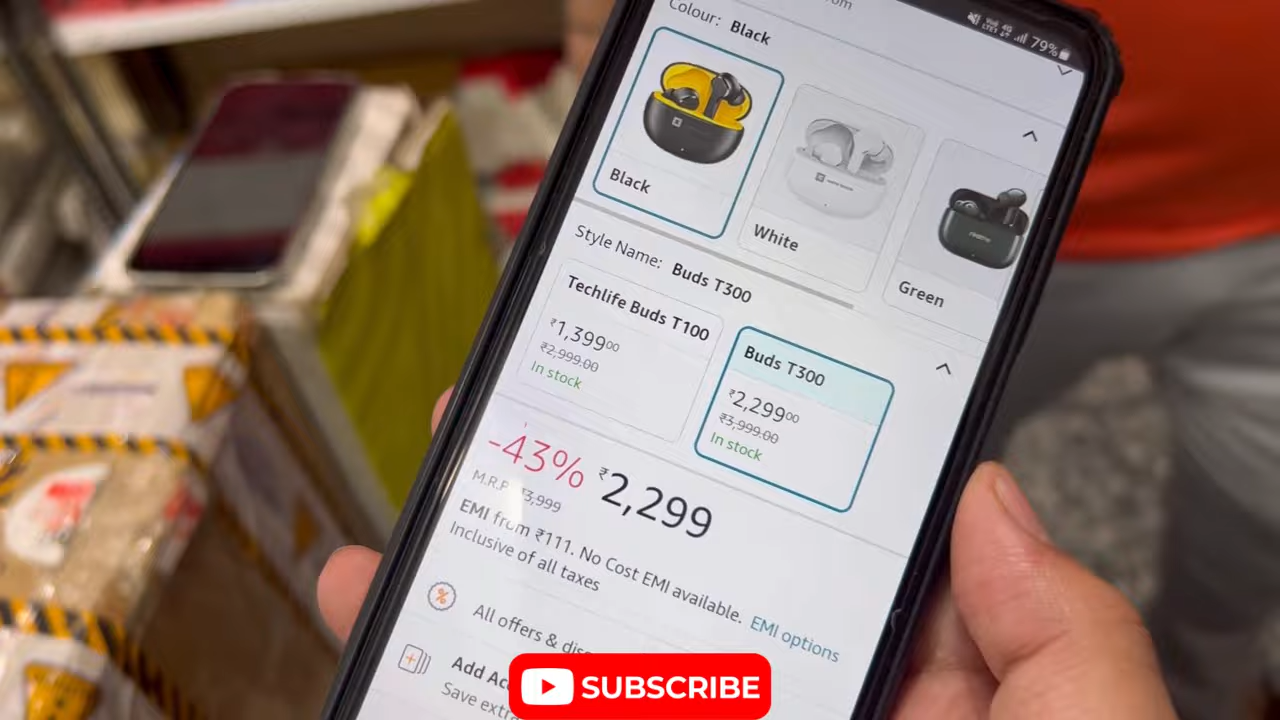 79%
Colour: Black
Black
White
Green
realme
Style Name: Buds T300
Techlife Buds T100
₹1,399.00
₹2,999.00
In stock
Buds T300
₹2,299.00
₹3,999.00
In stock
-43% ₹2,299
M.R.P. ₹3,999
EMI from ₹111. No Cost EMI available. EMI options
Inclusive of all taxes
All offers &
Add
Save
SUBSCRIBE